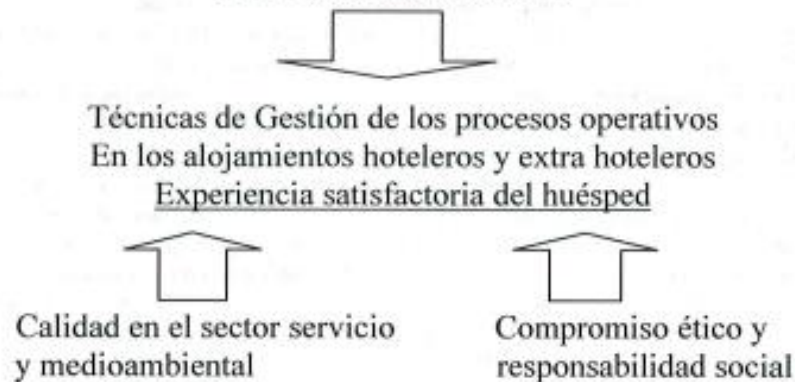 Técnicas de Gestión de los procesos operativos
En los alojamientos hoteleros y extra hoteleros
Experiencia satisfactoria del huésped
Calidad en el sector servicio
y medioambiental
Compromiso ético y
responsabilidad social